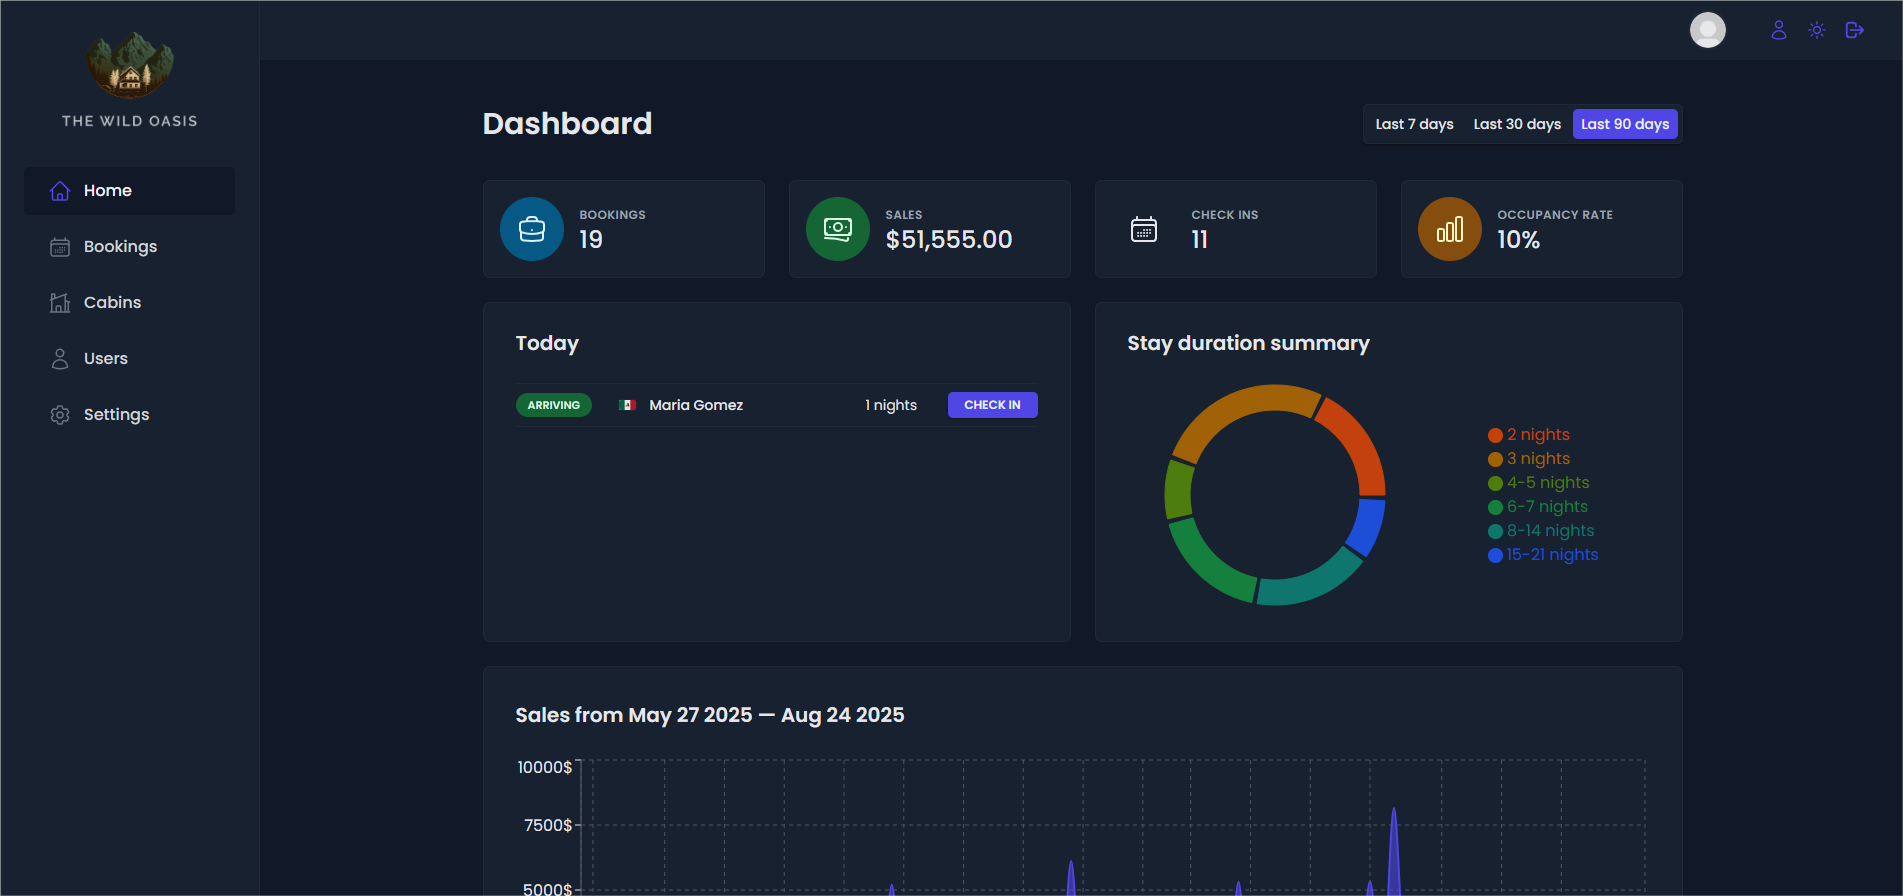 THE WILD OASIS
Home
Bookings
Cabins
Users
Settings
Dashboard
Last 7 days Last 30 days Last 90 days
BOOKINGS
19
SALES
$51,555.00
CHECK INS
11
OCCUPANCY RATE
10%
Today
ARRIVING Maria Gomez 1 nights CHECK IN
Stay duration summary
2 nights
3 nights
4-5 nights
6-7 nights
8-14 nights
15-21 nights
Sales from May 27 2025 — Aug 24 2025
10000$
7500$
5000$